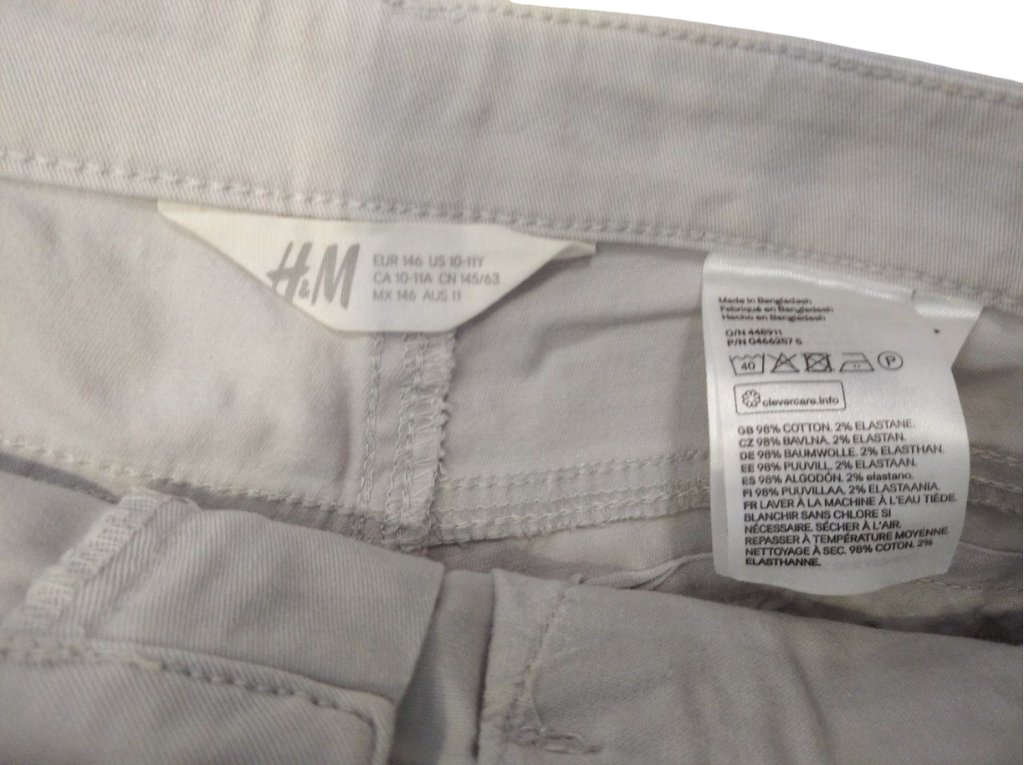 H&M
EUR 146 US 10-11Y
CA 10-11A CN 145/63
MX 146 AUS 11
Made in Bangladesh
Fabriqué en Bangladesh
Hecho en Bangladesh
O/N 446911
P/N 0466257 6
40
P
clevercare.info
GB 98% COTTON, 2% ELASTANE.
CZ 98% BAVLNA, 2% ELASTAN.
DE 98% BAUMWOLLE, 2% ELASTHAN.
EE 98% PUUVILL, 2% ELASTAAN.
ES 98% ALGODÓN, 2% elastano.
FI 98% PUUVILLAA, 2% ELASTAANIA.
FR LAVER À LA MACHINE À L'EAU TIÈDE.
BLANCHIR SANS CHLORE SI
NÉCESSAIRE. SÉCHER À L'AIR.
REPASSER À TEMPÉRATURE MOYENNE.
NETTOYAGE À SEC. 98% COTON, 2%
ELASTHANNE.